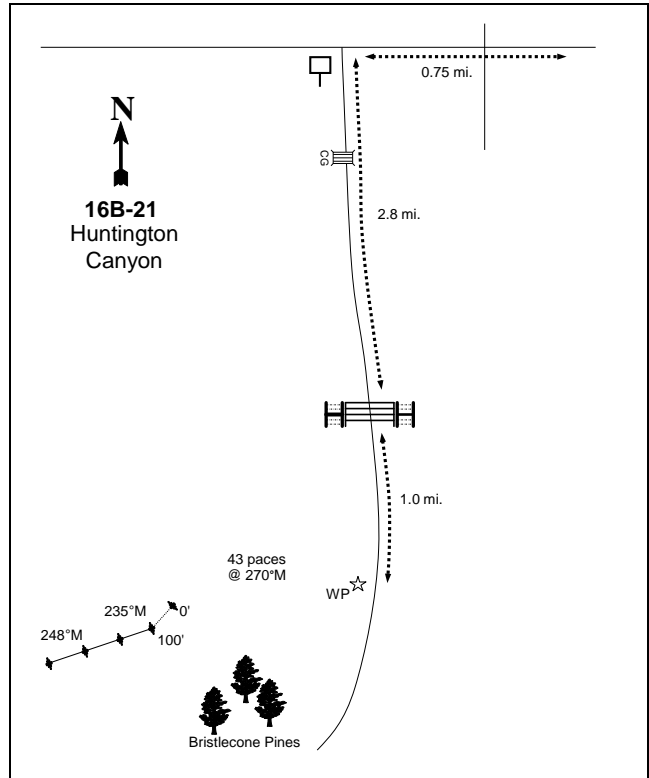 0.75 mi.
N
CG
16B-21
Huntington
Canyon
2.8 mi.
1.0 mi.
43 paces
@ 270°M
WP
235°M
0'
248°M
100'
Bristlecone Pines